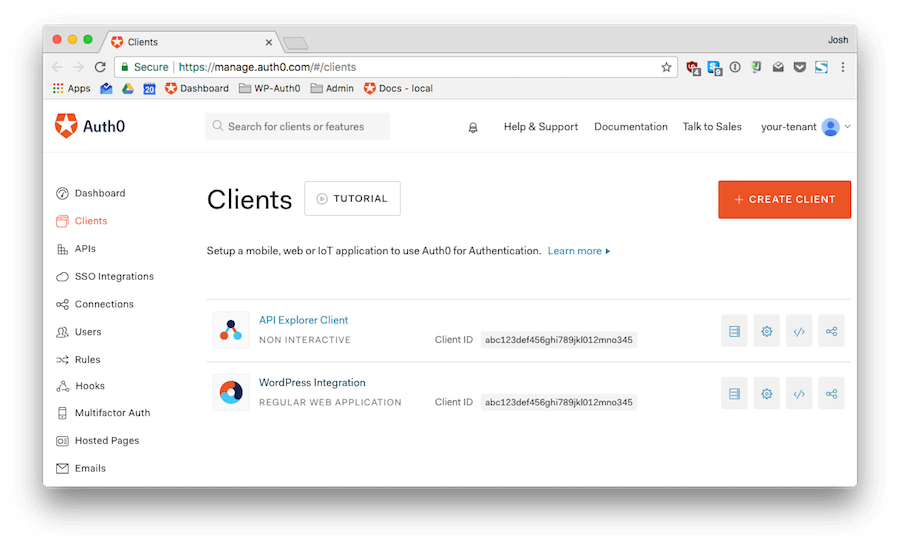 Clients
Josh
Secure https://manage.auth0.com/#/clients
4 9
Apps 20 Dashboard WP-Auth0 Admin Docs - local
Auth0
Search for clients or features
Help & Support Documentation Talk to Sales your-tenant
Dashboard
Clients
APIs
SSO Integrations
Connections
Users
Rules
Hooks
Multifactor Auth
Hosted Pages
Emails
Clients
TUTORIAL
+ CREATE CLIENT
Setup a mobile, web or IoT application to use Auth0 for Authentication. Learn more
API Explorer Client
NON INTERACTIVE
Client ID abc123def456ghi789jkl012mno345
WordPress Integration
REGULAR WEB APPLICATION
Client ID abc123def456ghi789jkl012mno345